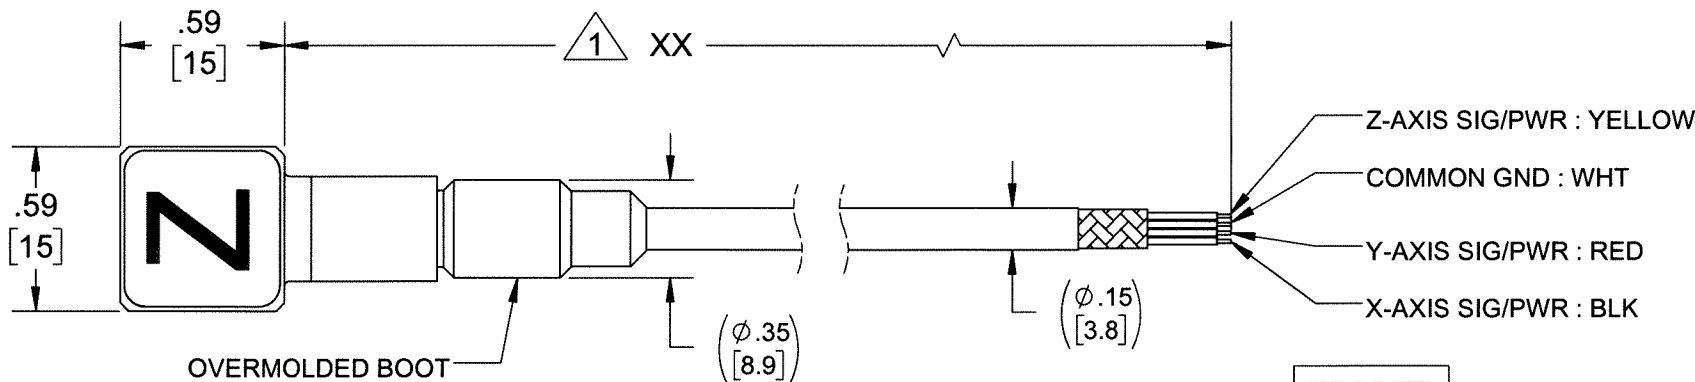 .59
[15]
1 XX
Z-AXIS SIG/PWR : YELLOW
COMMON GND : WHT
Y-AXIS SIG/PWR : RED
X-AXIS SIG/PWR : BLK
.59
[15]
Z
(⌀.15
[3.8])
(⌀.35
[8.9])
OVERMOLDED BOOT